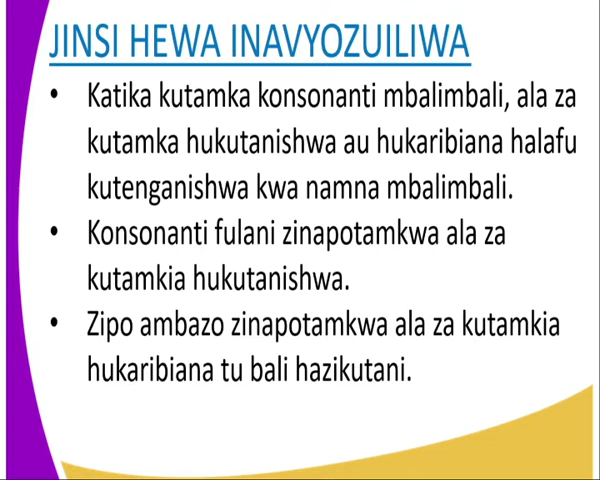 JINSI HEWA INAVYOZUILIWA
• Katika kutamka konsonanti mbalimbali, ala za
kutamka hukutanishwa au hukaribiana halafu
kutenganishwa kwa namna mbalimbali.
• Konsonanti fulani zinapotamkwa ala za
kutamkia hukutanishwa.
• Zipo ambazo zinapotamkwa ala za kutamkia
hukaribiana tu bali hazikutani.